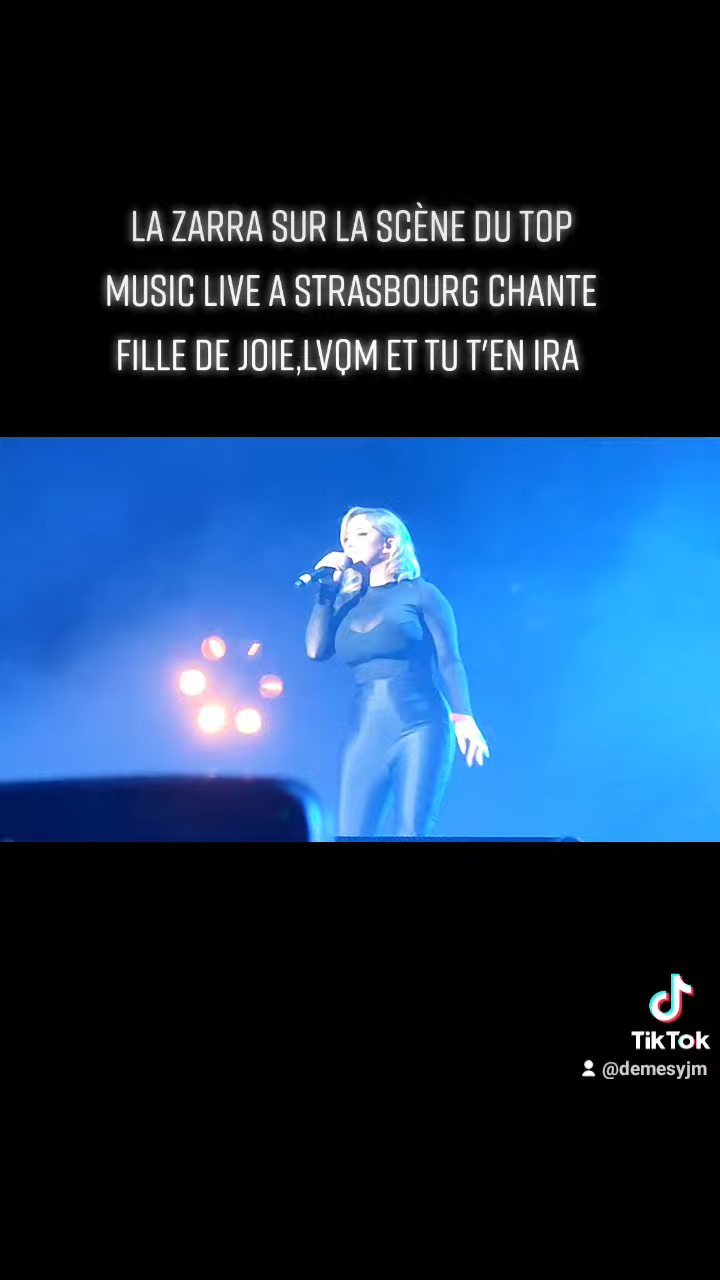 LA ZARRA SUR LA SCÈNE DU TOP
MUSIC LIVE A STRASBOURG CHANTE
FILLE DE JOIE,LVQM ET TU T'EN IRA
TikTok
@demesyjm